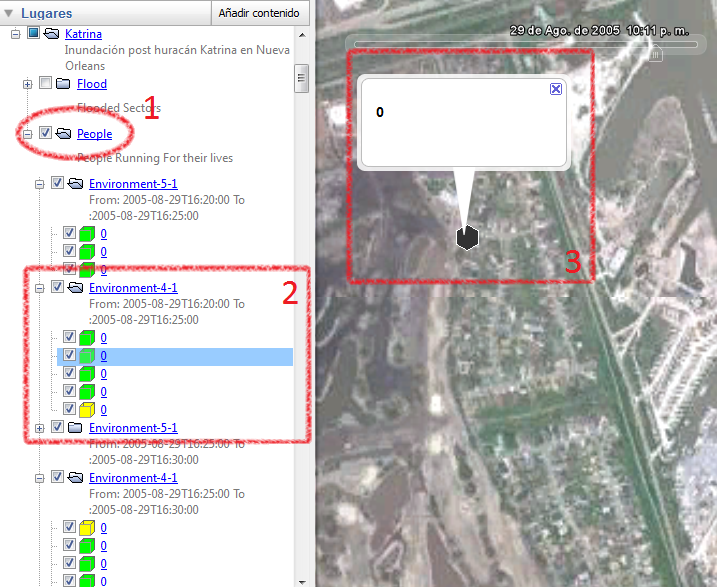 Lugares
Añadir contenido
Katrina
Inundación post huracán Katrina en Nueva
Orleans
Flood
Flooded Sectors
1
People
People Running For their lives
Environment-5-1
From: 2005-08-29T16:20:00 To
:2005-08-29T16:25:00
0
0
0
Environment-4-1
2
From: 2005-08-29T16:20:00 To
:2005-08-29T16:25:00
0
0
0
0
0
Environment-5-1
From: 2005-08-29T16:25:00 To
:2005-08-29T16:30:00
Environment-4-1
From: 2005-08-29T16:25:00 To
:2005-08-29T16:30:00
0
0
0
0
29 de Ago. de 2005 10:11 p. m.
0
3